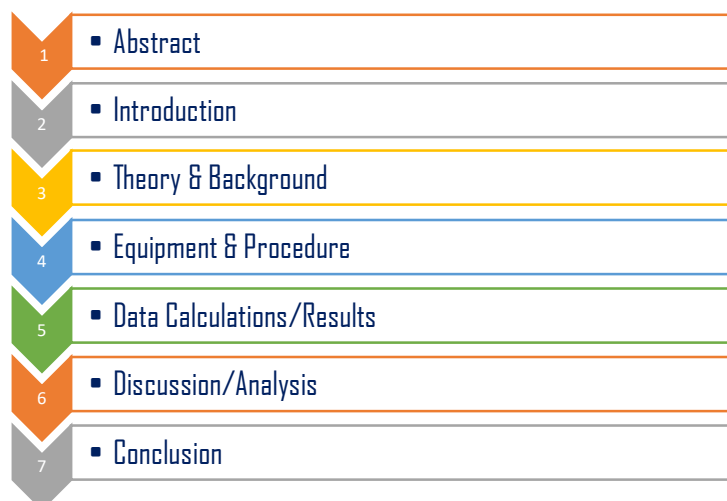 1 ▪ Abstract
2 ▪ Introduction
3 ▪ Theory & Background
4 ▪ Equipment & Procedure
5 ▪ Data Calculations/Results
6 ▪ Discussion/Analysis
7 ▪ Conclusion